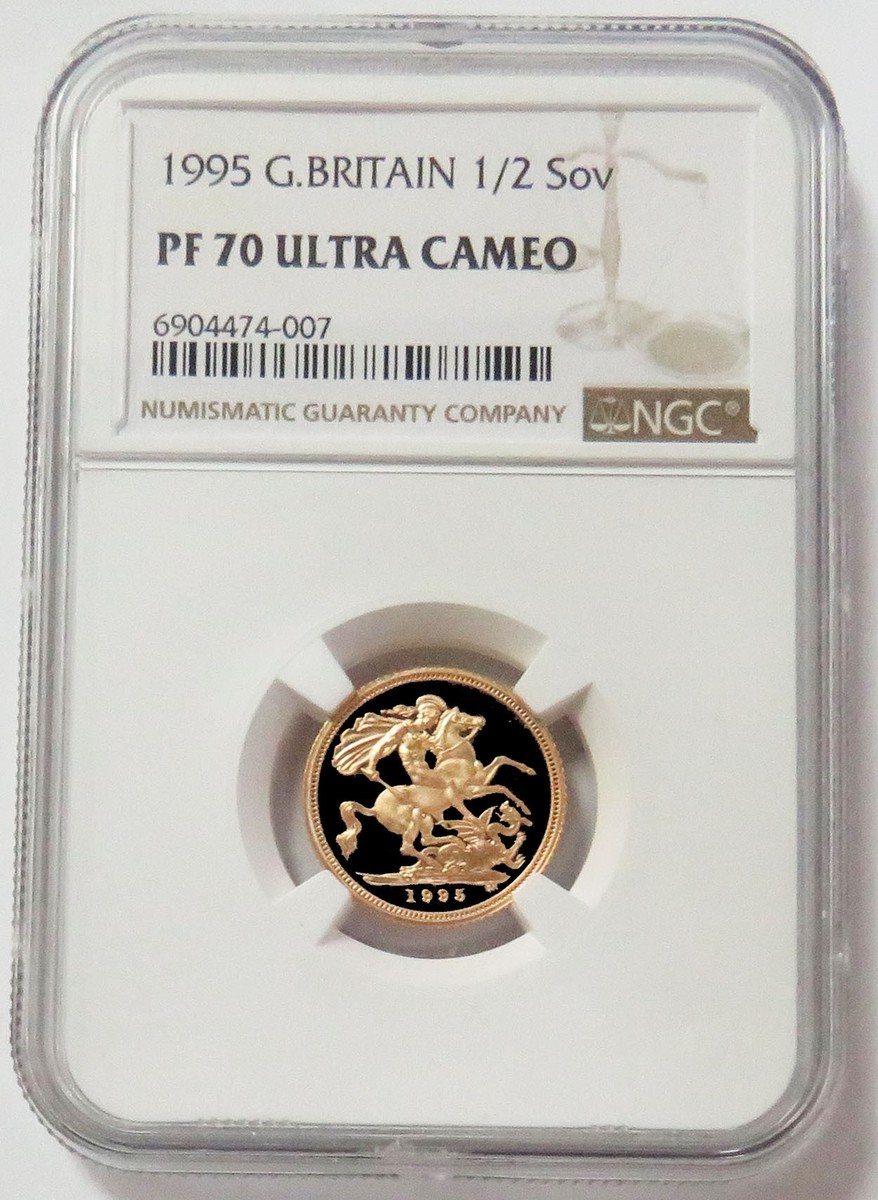 1995 G.BRITAIN 1/2 Sov
PF 70 ULTRA CAMEO
6904474-007
NUMISMATIC GUARANTY COMPANY
NGC®
1995